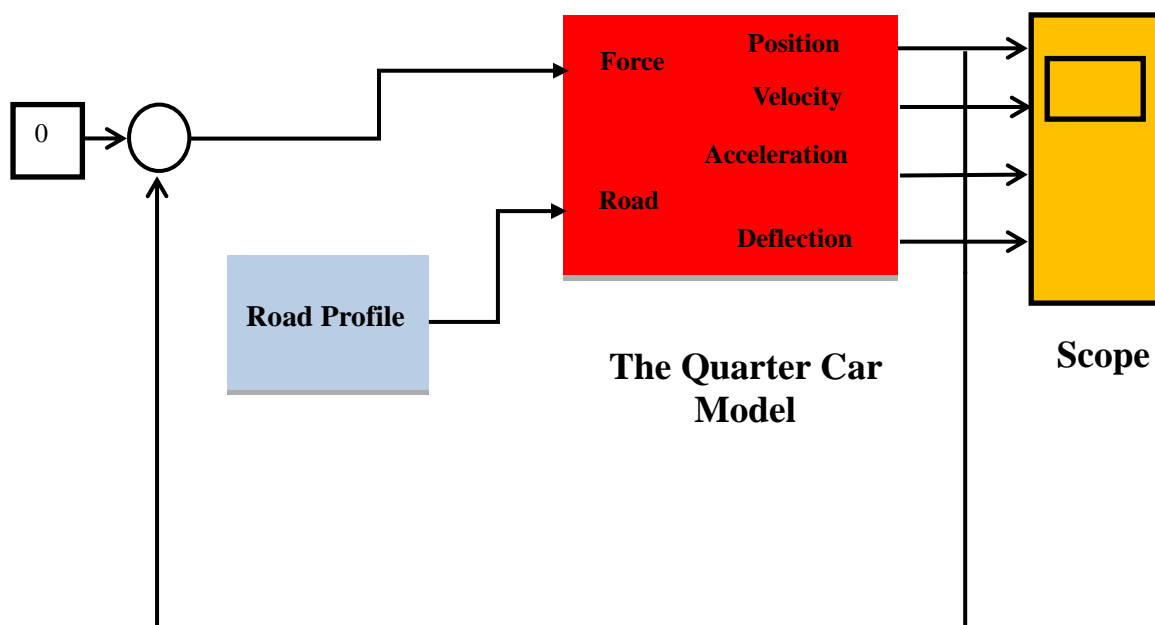 0
Force
Road
Position
Velocity
Acceleration
Deflection
Road Profile
The Quarter Car
Model
Scope